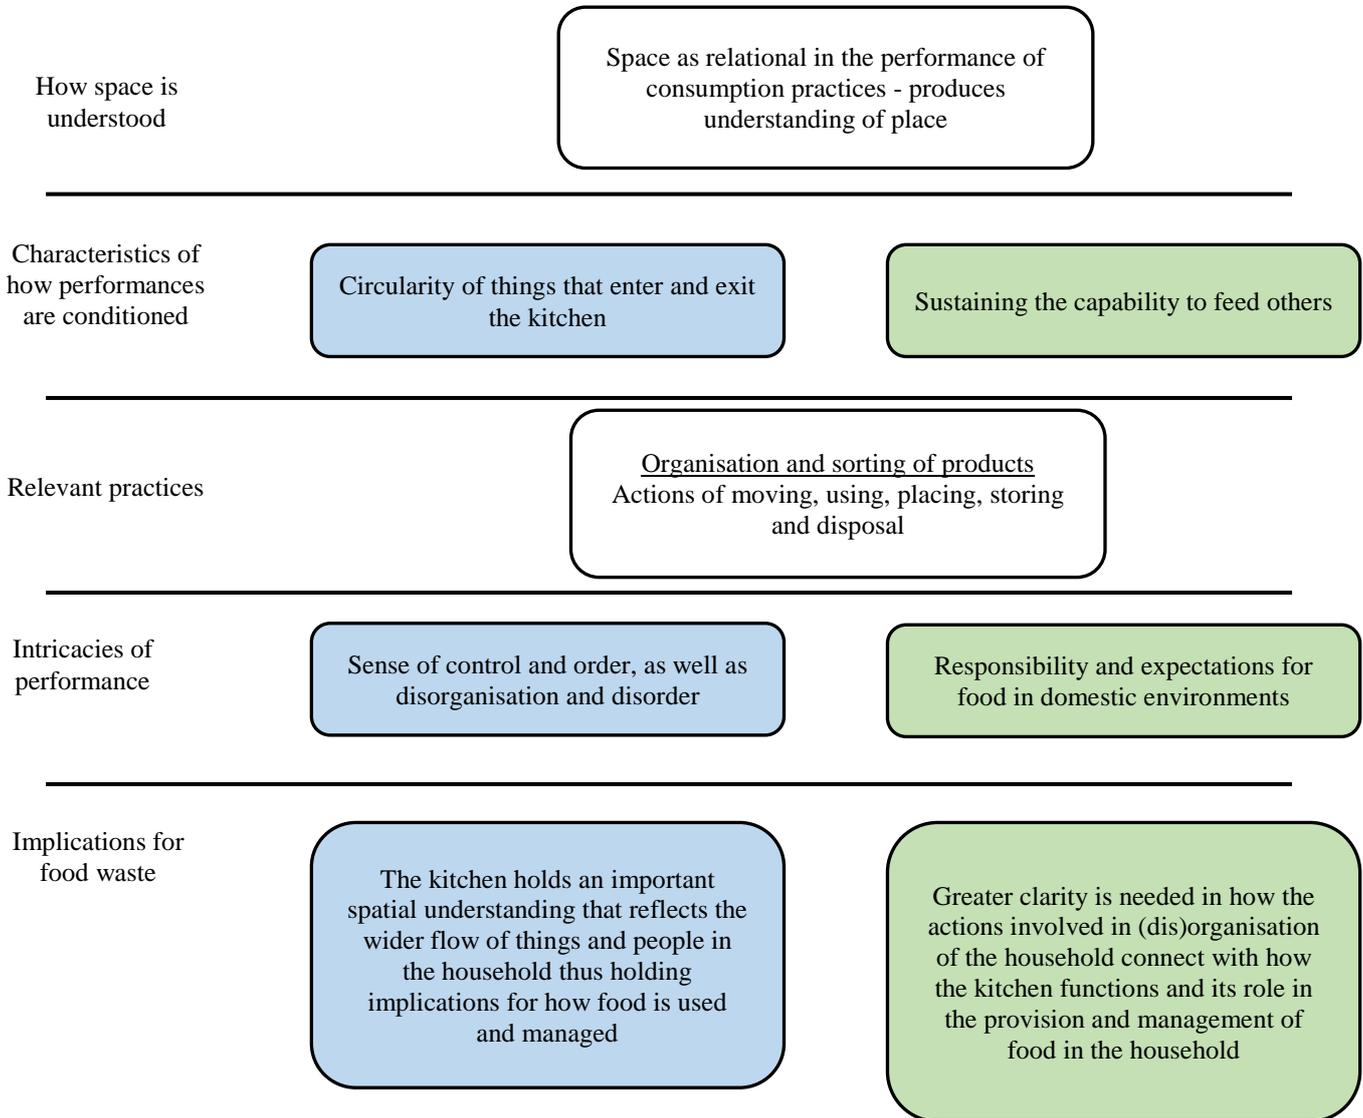 How space is
understood
Space as relational in the performance of
consumption practices - produces
understanding of place
Characteristics of
how performances
are conditioned
Circularity of things that enter and exit
the kitchen
Sustaining the capability to feed others
Relevant practices
Organisation and sorting of products
Actions of moving, using, placing, storing
and disposal
Intricacies of
performance
Sense of control and order, as well as
disorganisation and disorder
Responsibility and expectations for
food in domestic environments
Implications for
food waste
The kitchen holds an important
spatial understanding that reflects the
wider flow of things and people in
the household thus holding
implications for how food is used
and managed
Greater clarity is needed in how the
actions involved in (dis)organisation
of the household connect with how
the kitchen functions and its role in
the provision and management of
food in the household